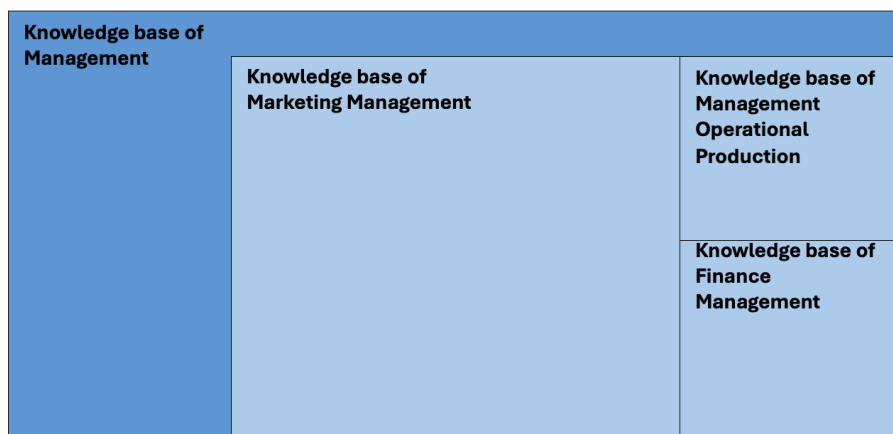 Knowledge base of
Management
Knowledge base of
Marketing Management
Knowledge base of
Management
Operational
Production
Knowledge base of
Finance
Management